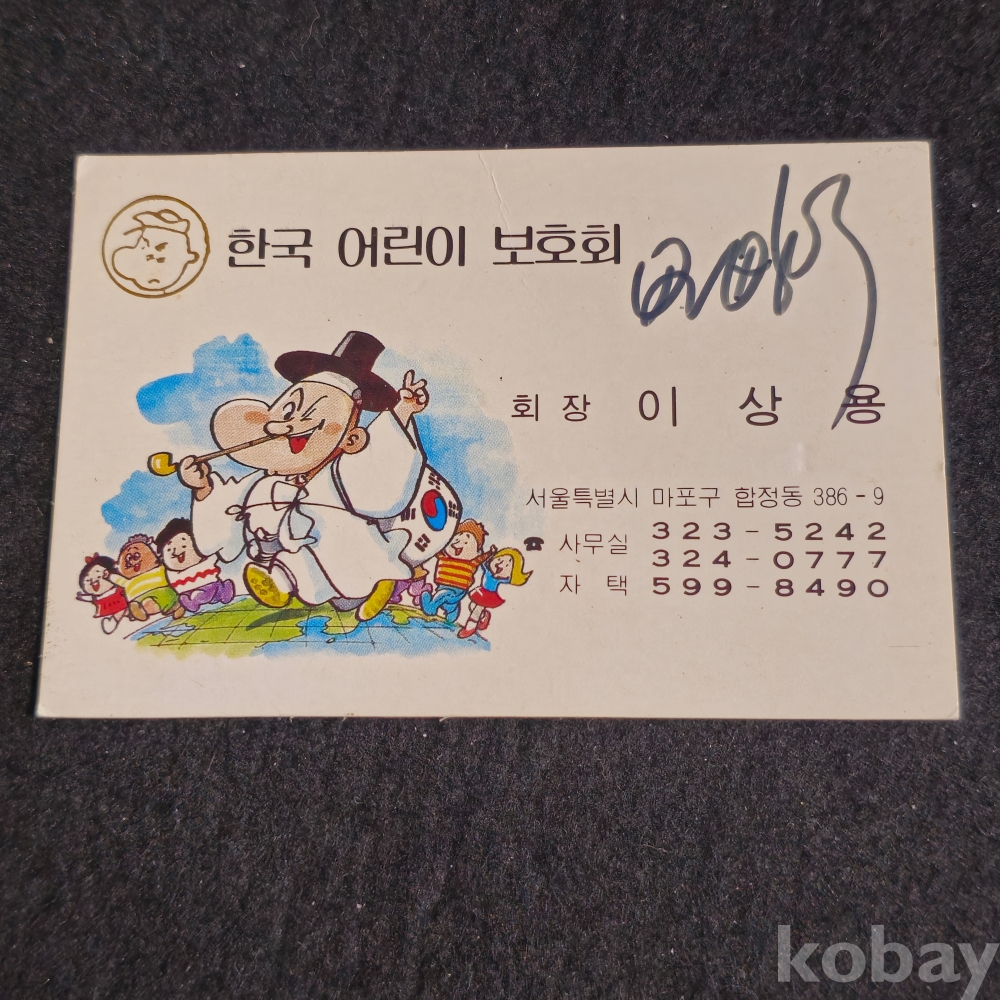 한국 어린이 보호회
회장 이 상 용
서울특별시 마포구 합정동 386-9
☎ 사무실 323-5242
324-0777
자 택 599-8490
kobay